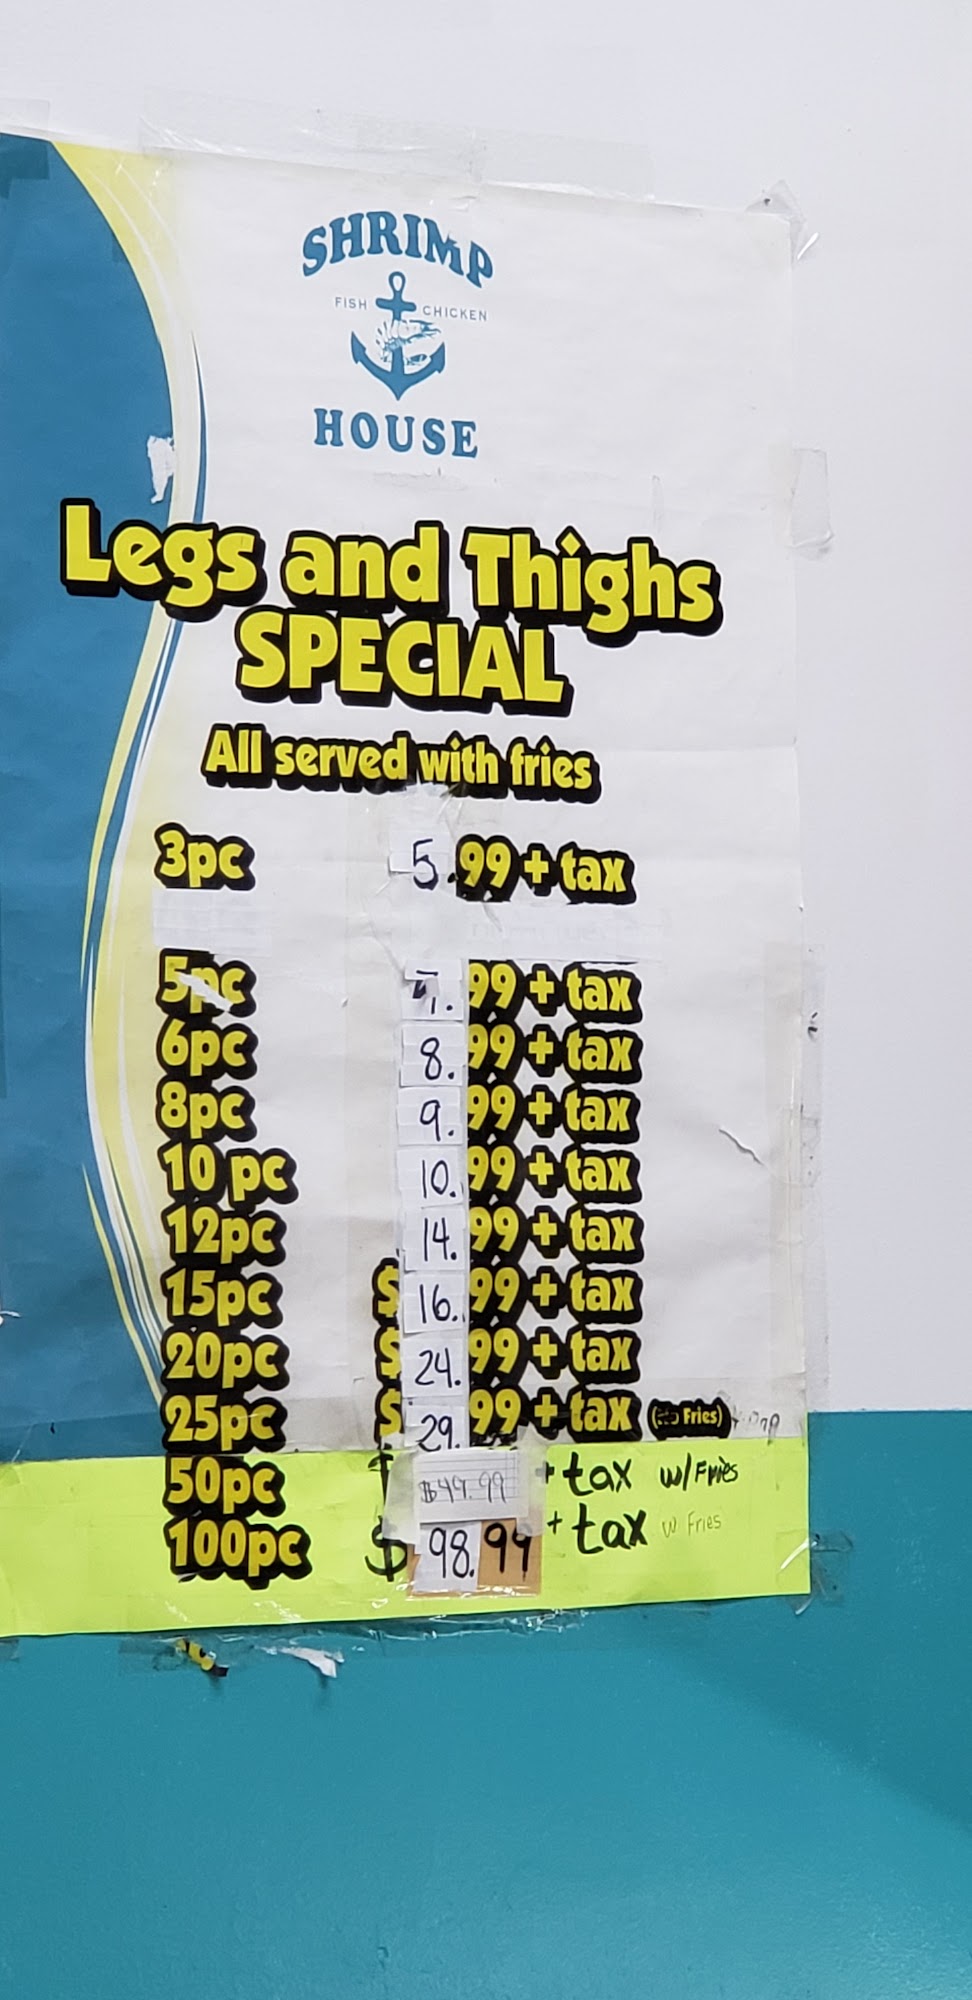 SHRIMP
FISH CHICKEN
HOUSE
Legs and Thighs
SPECIAL
All served with fries
3pc 5.99 + tax
5pc .99 + tax
6pc 8.99 + tax
8pc 9.99 + tax
10 pc 10.99 + tax
12pc 14.99 + tax
15pc $16.99 + tax
20pc $24.99 + tax
25pc $29.99 + tax Fries)
50pc $49.99 + tax w/Fries
100pc $98.99 + tax w Fries